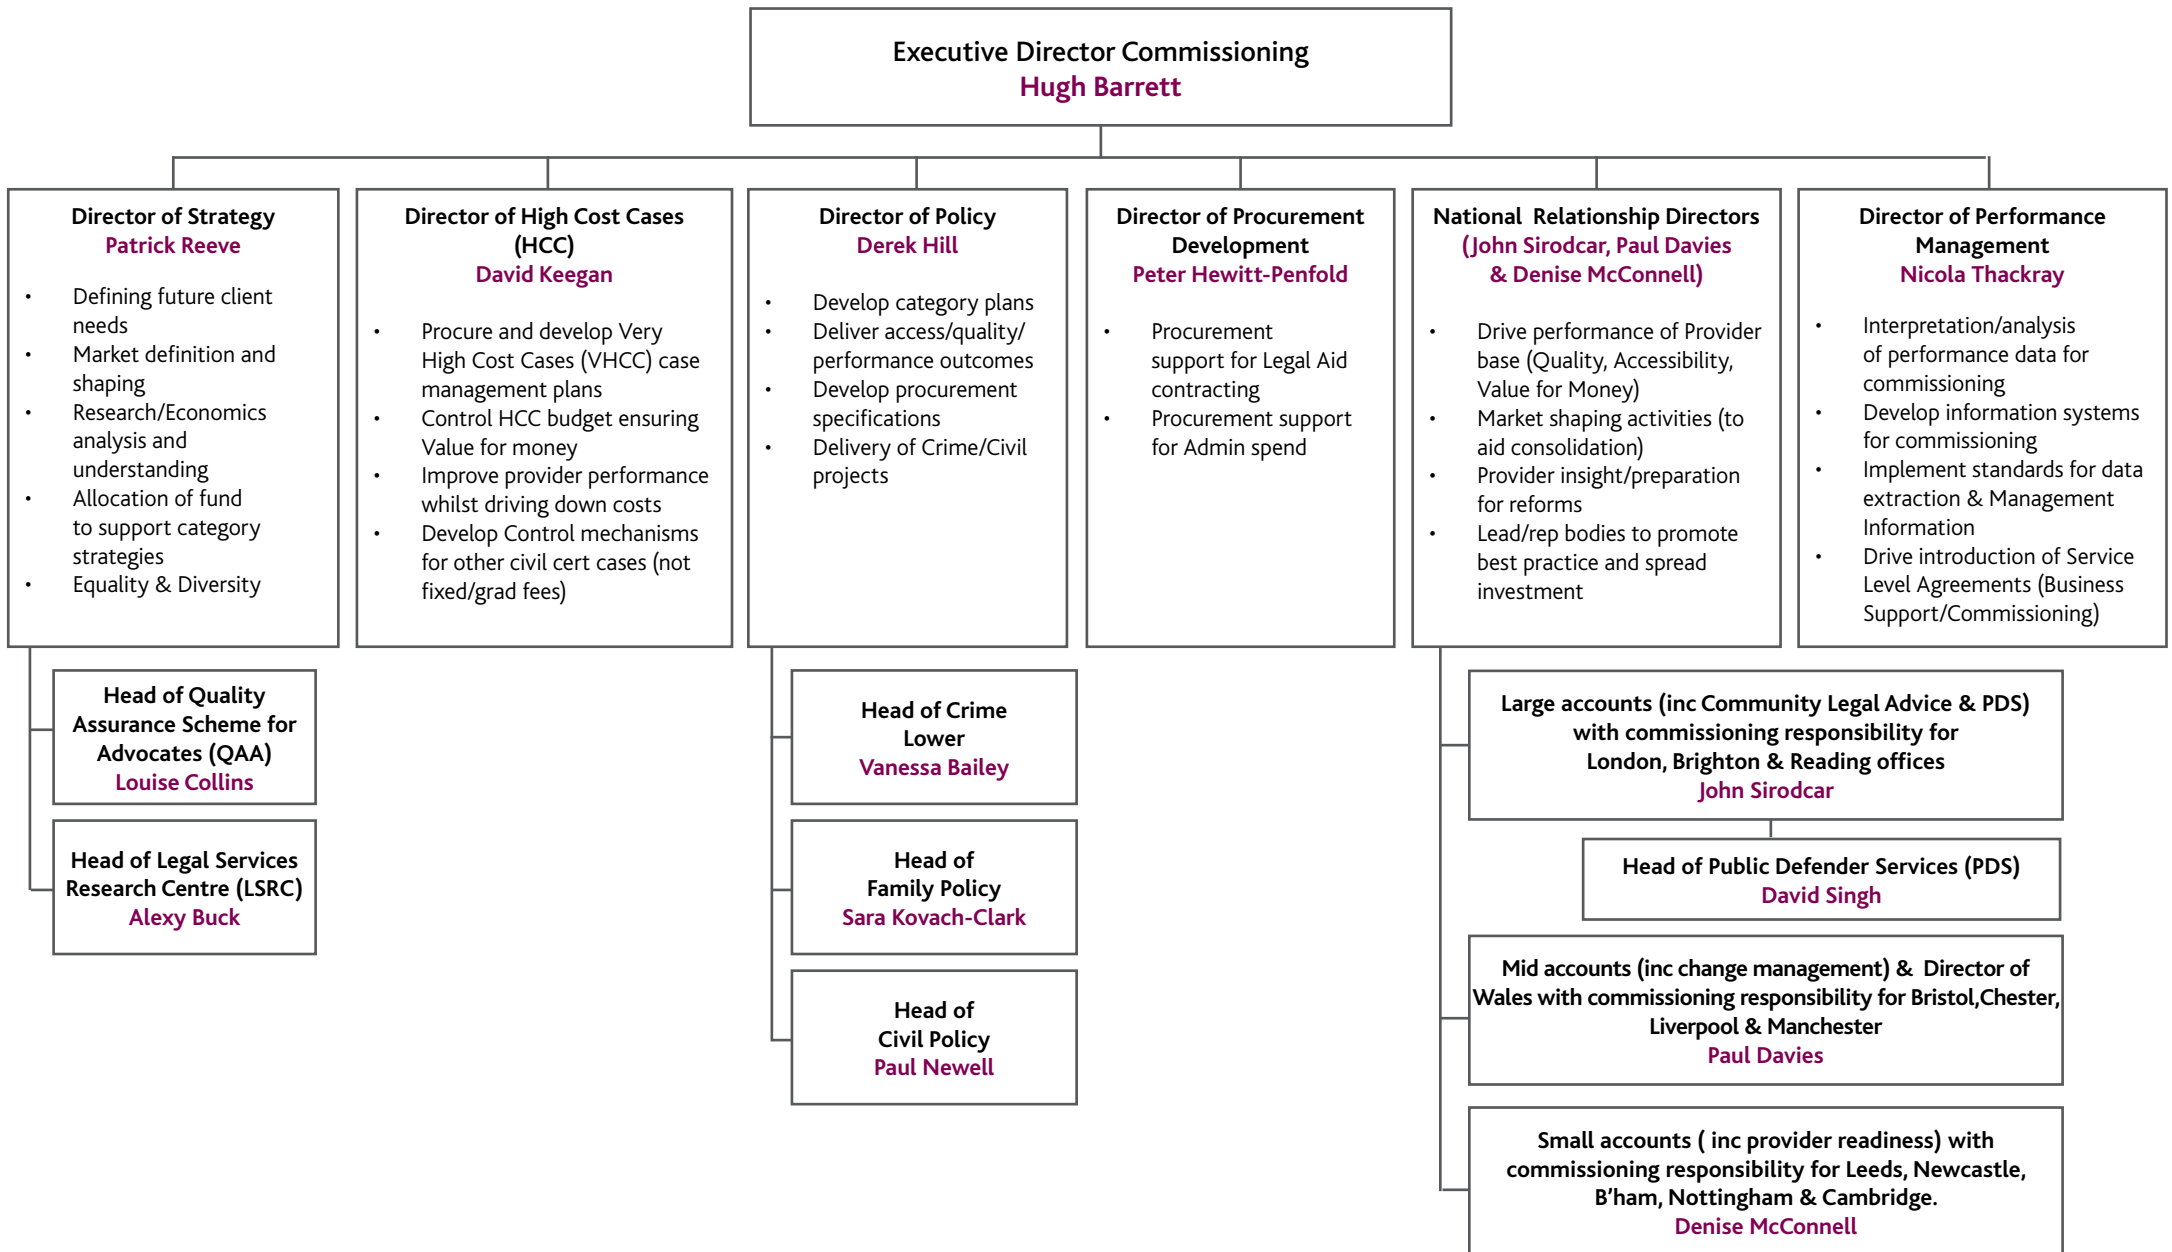 Executive Director Commissioning
Hugh Barrett
Director of Strategy
Patrick Reeve
• Defining future client
needs
• Market definition and
shaping
• Research/Economics
analysis and
understanding
• Allocation of fund
to support category
strategies
• Equality & Diversity
Director of High Cost Cases
(HCC)
David Keegan
• Procure and develop Very
High Cost Cases (VHCC) case
management plans
• Control HCC budget ensuring
Value for money
• Improve provider performance
whilst driving down costs
• Develop Control mechanisms
for other civil cert cases (not
fixed/grad fees)
Director of Policy
Derek Hill
• Develop category plans
• Deliver access/quality/
performance outcomes
• Develop procurement
specifications
• Delivery of Crime/Civil
projects
Director of Procurement
Development
Peter Hewitt-Penfold
• Procurement
support for Legal Aid
contracting
• Procurement support
for Admin spend
National Relationship Directors
(John Sirodcar, Paul Davies
& Denise McConnell)
• Drive performance of Provider
base (Quality, Accessibility,
Value for Money)
• Market shaping activities (to
aid consolidation)
• Provider insight/preparation
for reforms
• Lead/rep bodies to promote
best practice and spread
investment
Director of Performance
Management
Nicola Thackray
• Interpretation/analysis
of performance data for
commissioning
• Develop information systems
for commissioning
• Implement standards for data
extraction & Management
Information
• Drive introduction of Service
Level Agreements (Business
Support/Commissioning)
Head of Quality
Assurance Scheme for
Advocates (QAA)
Louise Collins
Head of Legal Services
Research Centre (LSRC)
Alexy Buck
Head of Crime
Lower
Vanessa Bailey
Head of
Family Policy
Sara Kovach-Clark
Head of
Civil Policy
Paul Newell
Large accounts (inc Community Legal Advice & PDS)
with commissioning responsibility for
London, Brighton & Reading offices
John Sirodcar
Head of Public Defender Services (PDS)
David Singh
Mid accounts (inc change management) & Director of
Wales with commissioning responsibility for Bristol,Chester,
Liverpool & Manchester
Paul Davies
Small accounts ( inc provider readiness) with
commissioning responsibility for Leeds, Newcastle,
B'ham, Nottingham & Cambridge.
Denise McConnell